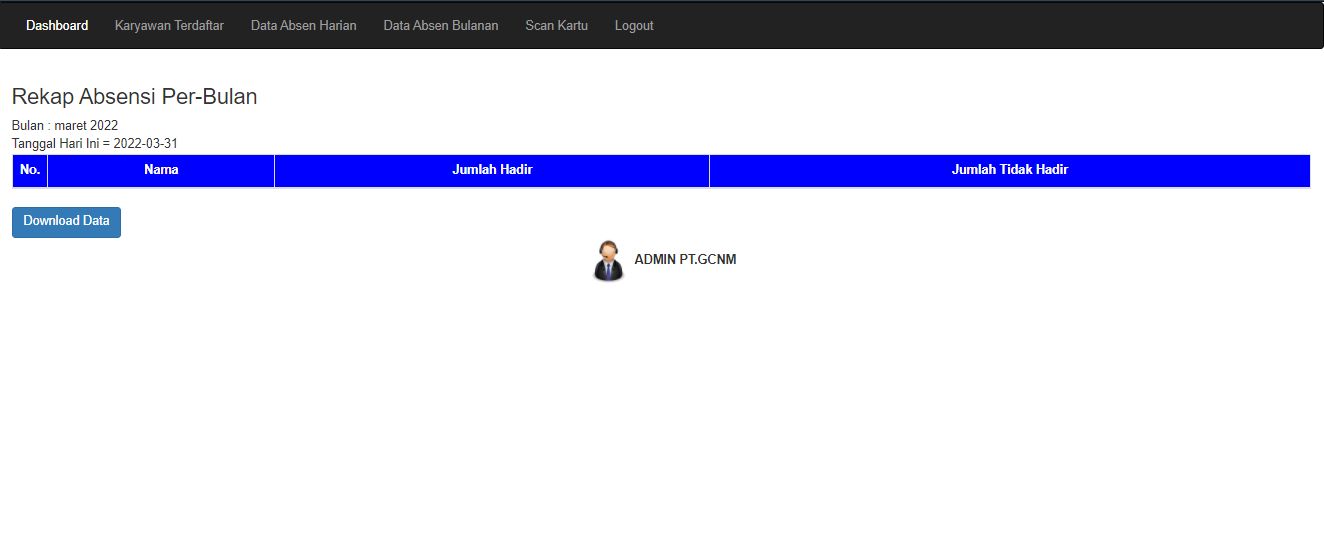 Dashboard Karyawan Terdaftar Data Absen Harian Data Absen Bulanan Scan Kartu Logout
Rekap Absensi Per-Bulan
Bulan : maret 2022
Tanggal Hari Ini = 2022-03-31
No. Nama Jumlah Hadir Jumlah Tidak Hadir
Download Data
ADMIN PT.GCNM